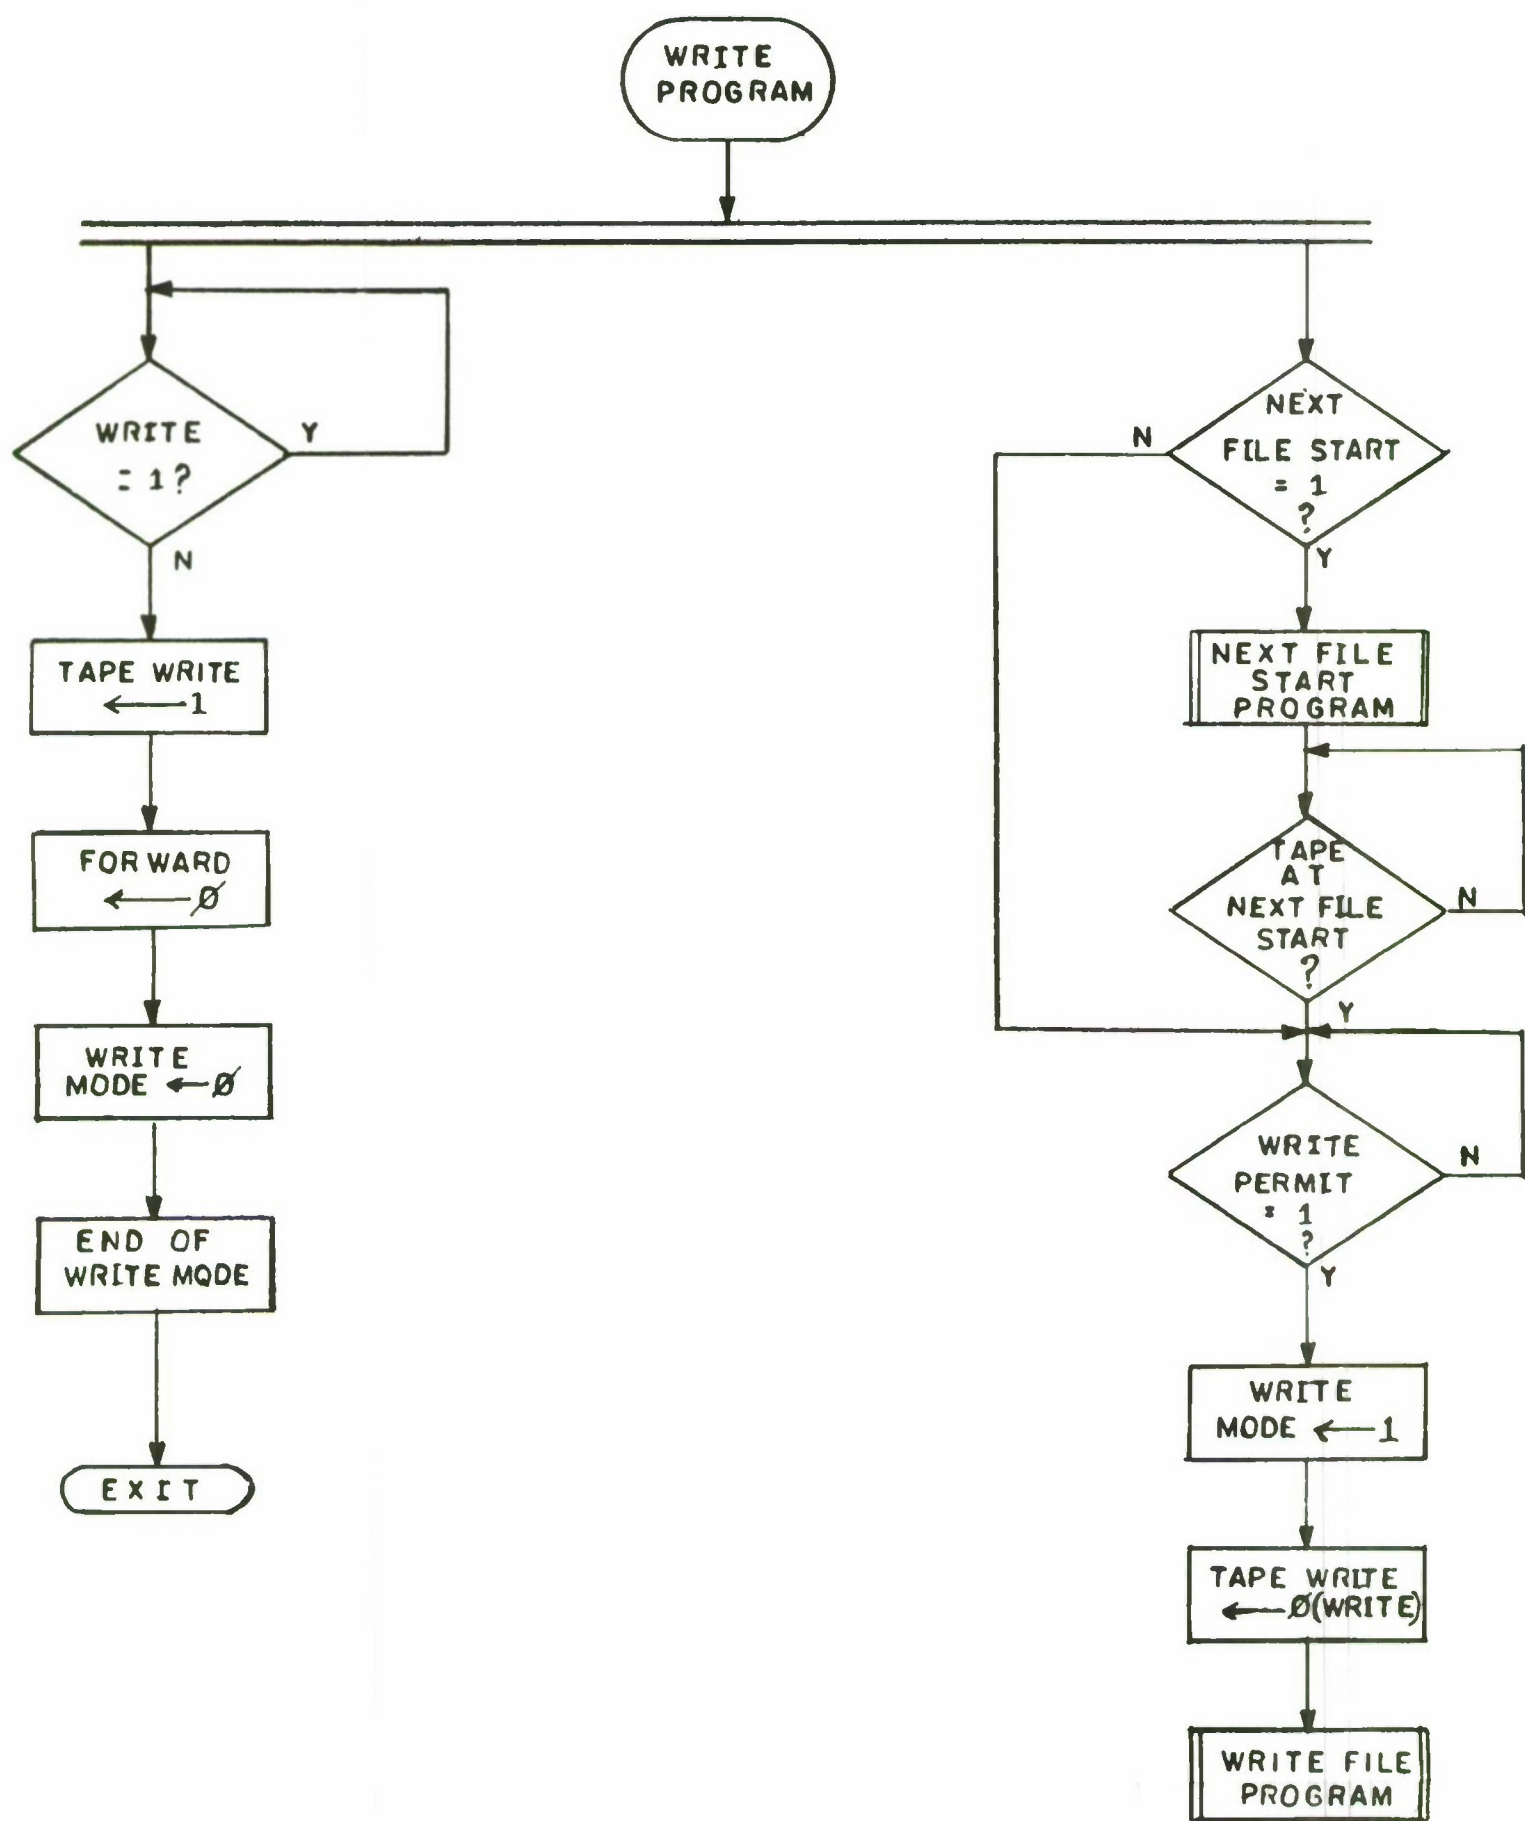 WRITE
PROGRAM
WRITE
= 1?
Y
N
TAPE WRITE
←1
FORWARD
←Ø
WRITE
MODE ←Ø
END OF
WRITE MODE
EXIT
NEXT
FILE START
= 1
?
N
Y
NEXT FILE
START
PROGRAM
TAPE
AT
NEXT FILE
START
?
N
Y
WRITE
PERMIT
= 1
?
N
Y
WRITE
MODE ←1
TAPE WRITE
←Ø(WRITE)
WRITE FILE
PROGRAM